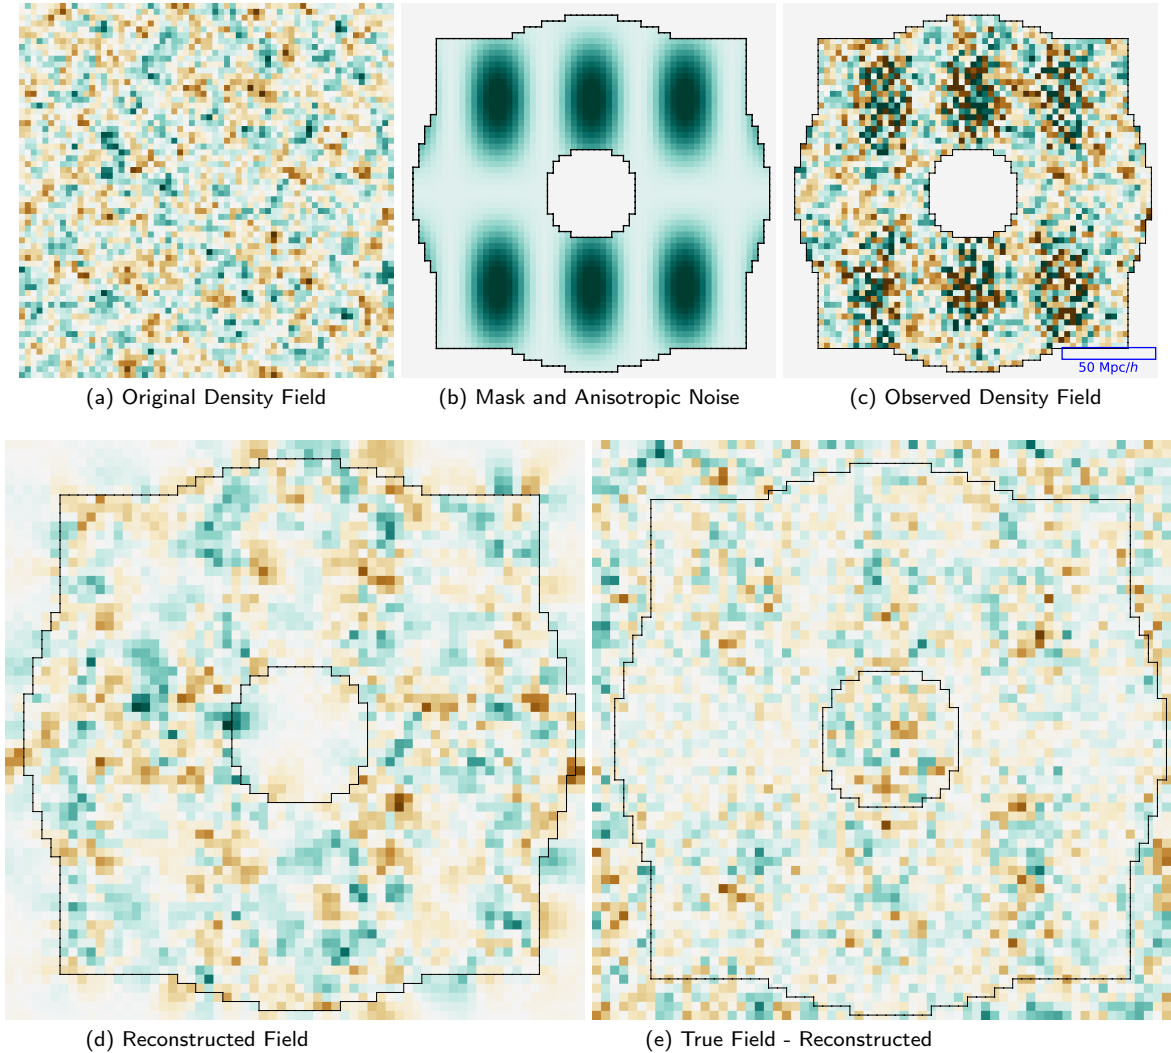 (a) Original Density Field
(b) Mask and Anisotropic Noise
50 Mpc/h
(c) Observed Density Field
(d) Reconstructed Field
(e) True Field - Reconstructed